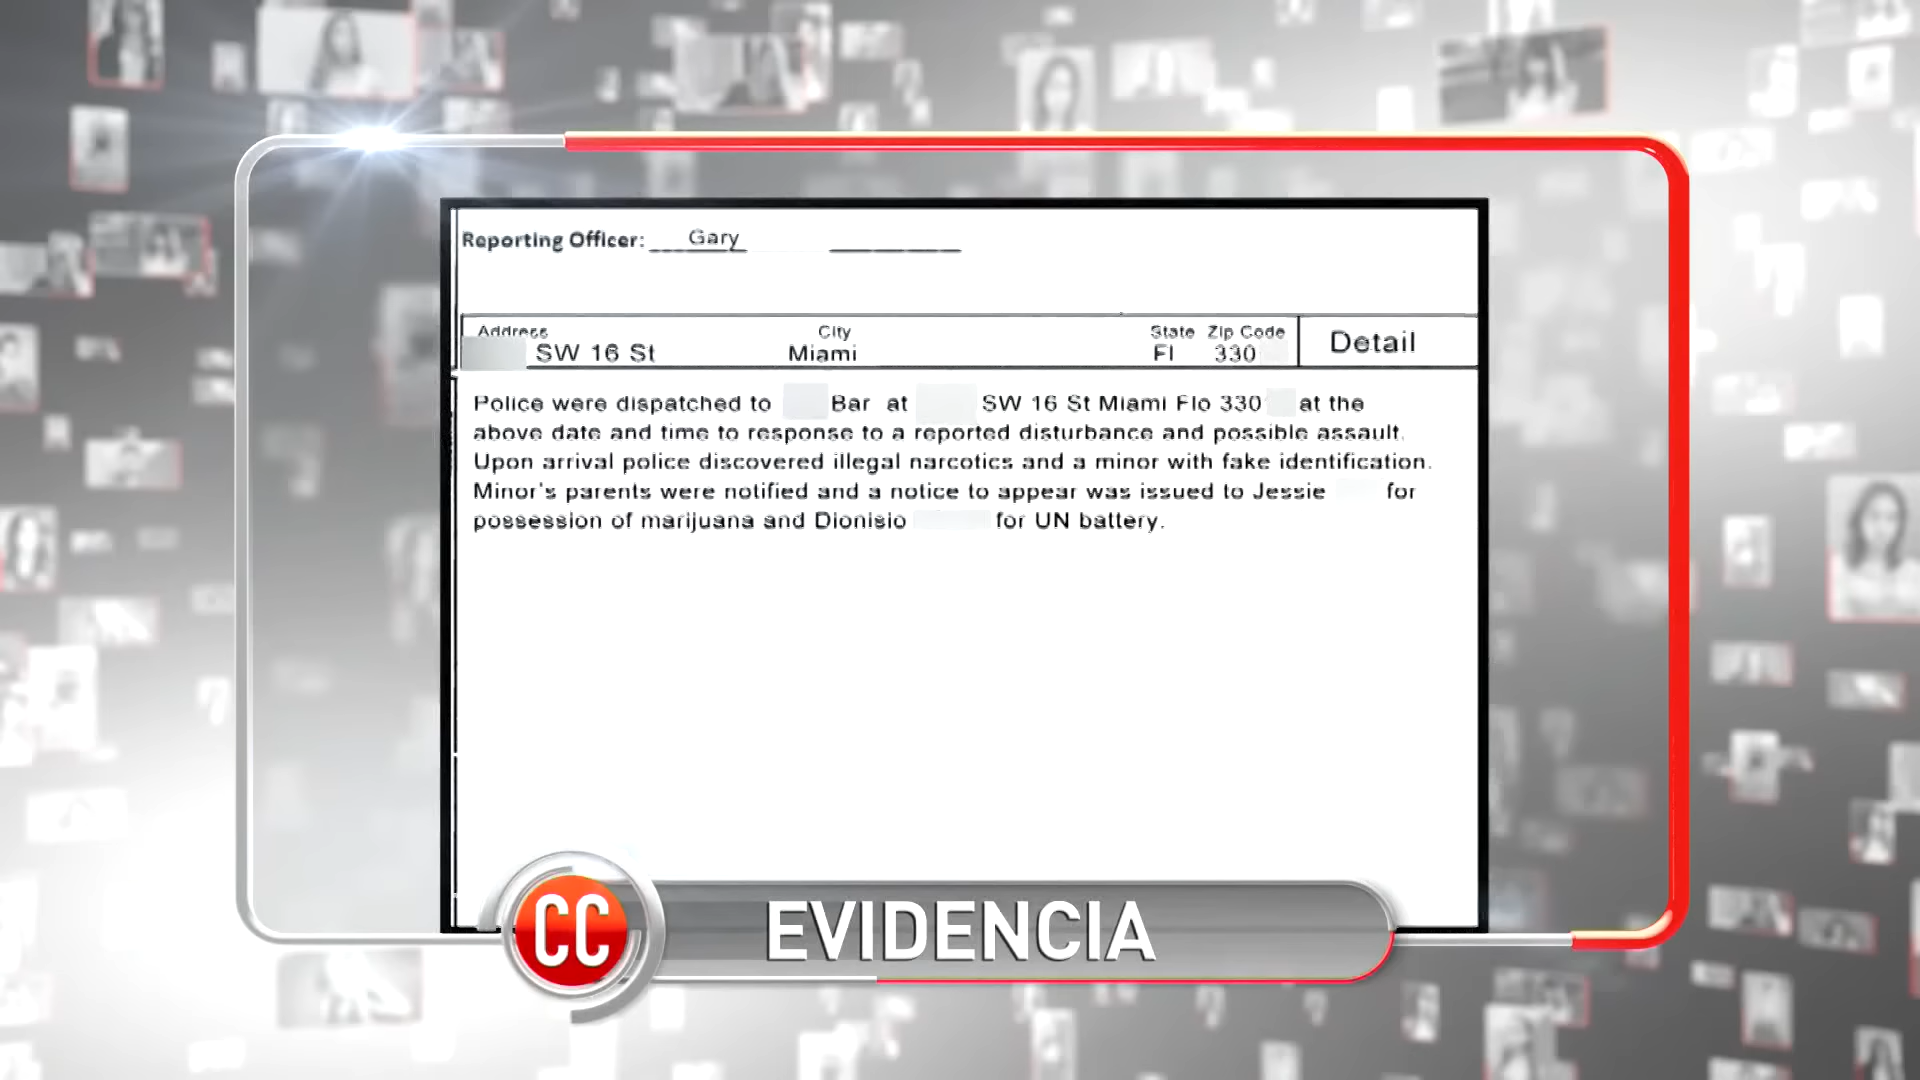 Reporting Officer: Gary
Address City State Zip Code
SW 16 St Miami Fl 330 Detail
Police were dispatched to Bar at SW 16 St Miami Flo 330 at the
above date and time to response to a reported disturbance and possible assault.
Upon arrival police discovered illegal narcotics and a minor with fake identification.
Minor's parents were notified and a notice to appear was issued to Jessie for
possession of marijuana and Dionisio for UN battery.
CC EVIDENCIA